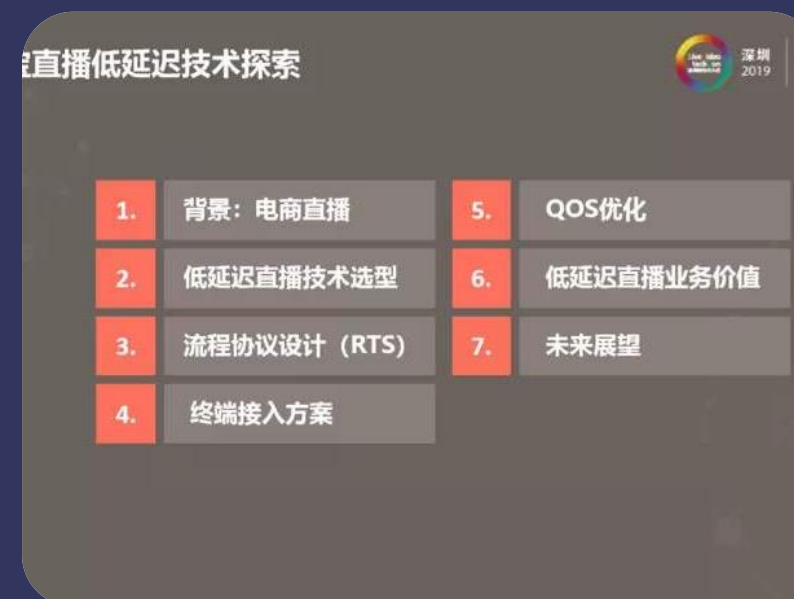 直播低延迟技术探索
深圳
2019
1.
背景：电商直播
2.
低延迟直播技术选型
3.
流程协议设计（RTS）
4.
终端接入方案
5.
QOS优化
6.
低延迟直播业务价值
7.
未来展望